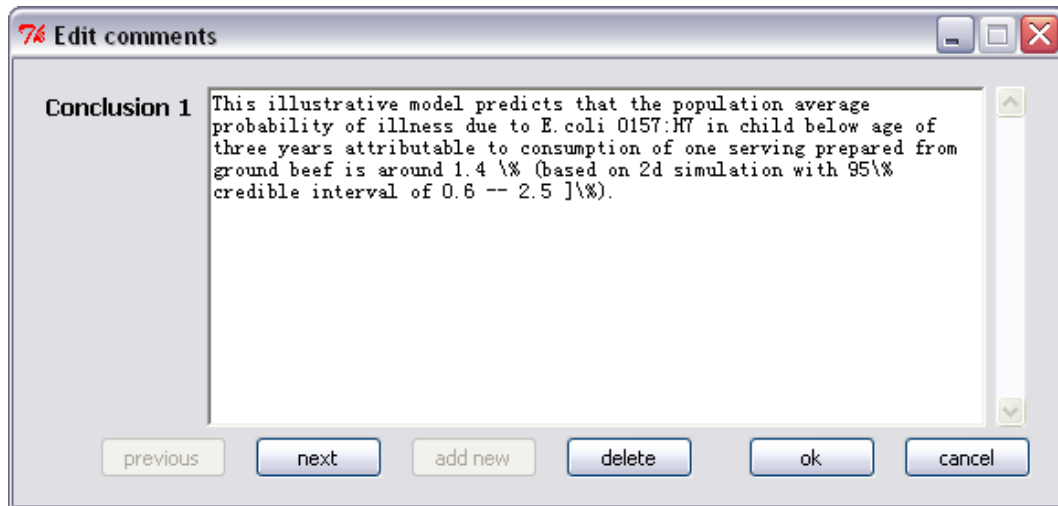 Edit comments
Conclusion 1
This illustrative model predicts that the population average
probability of illness due to E.coli O157:H7 in child below age of
three years attributable to consumption of one serving prepared from
ground beef is around 1.4 \% (based on 2d simulation with 95\%
credible interval of 0.6 -- 2.5 ]\%).
previous
next
add new
delete
ok
cancel